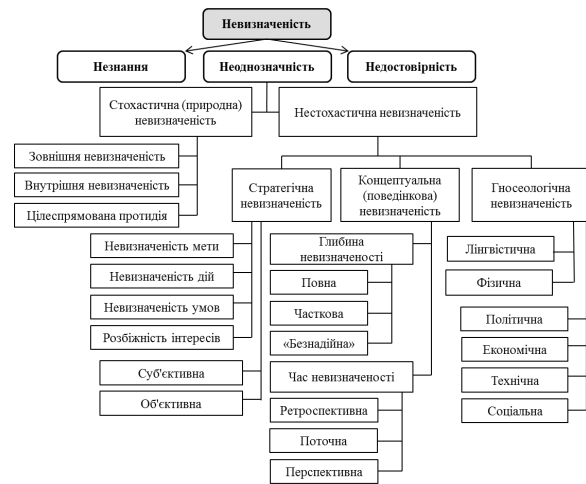 Невизначеність
Незнання
Неоднозначність
Недостовірність
Стохастична (природна)
невизначеність
Нестохастична невизначеність
Зовнішня невизначеність
Внутрішня невизначеність
Цілеспрямована протидія
Стратегічна
невизначеність
Концептуальна
(поведінкова)
невизначеність
Гносеологічна
невизначеність
Невизначеність мети
Невизначеність дій
Невизначеність умов
Розбіжність інтересів
Суб'єктивна
Об'єктивна
Глибина
невизначеності
Повна
Часткова
«Безнадійна»
Час невизначеності
Ретроспективна
Поточна
Перспективна
Лінгвістична
Фізична
Політична
Економічна
Технічна
Соціальна